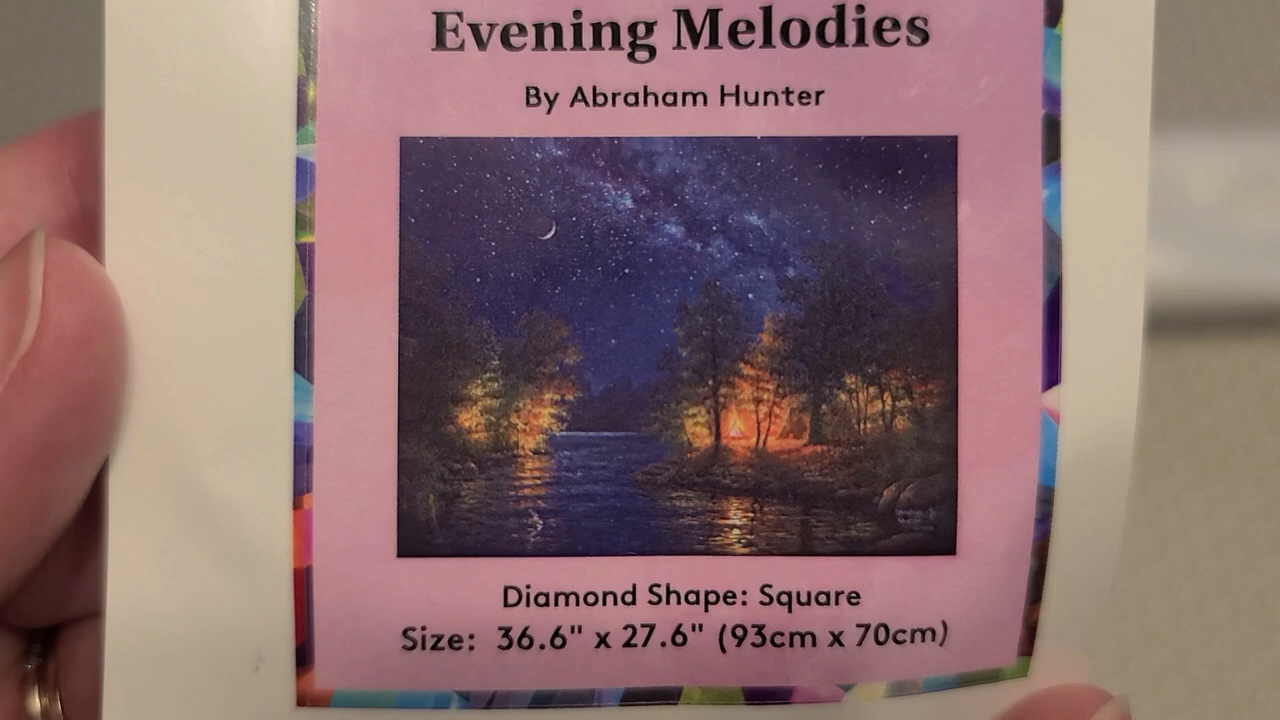 Evening Melodies
By Abraham Hunter
Diamond Shape: Square
Size: 36.6" x 27.6" (93cm x 70cm)